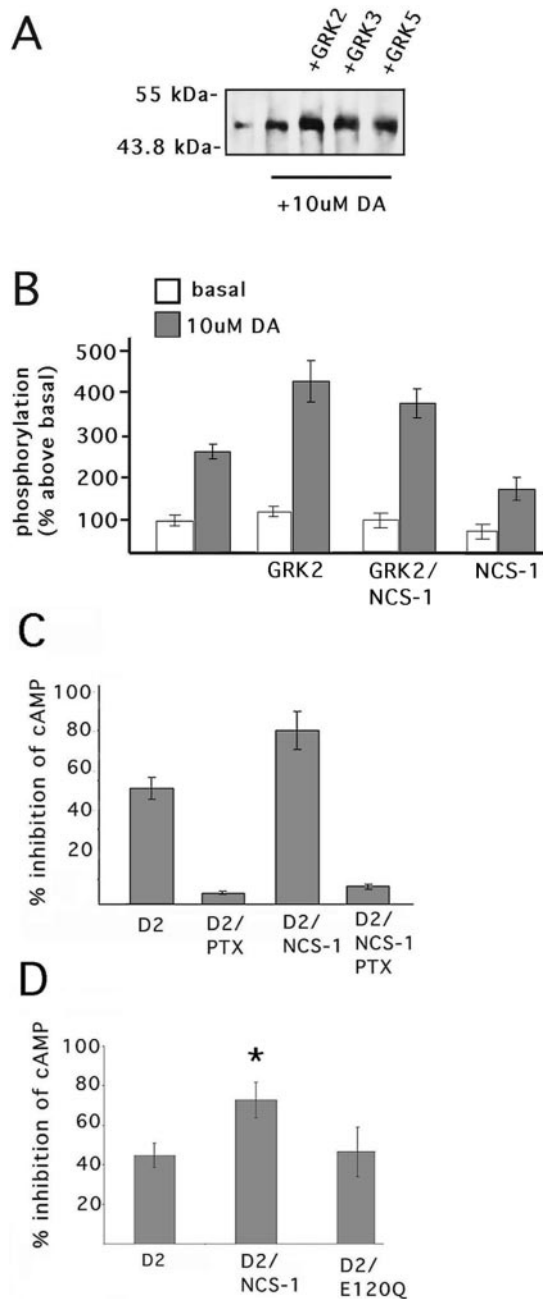 A
+GRK2
+GRK3
+GRK5
55 kDa-
43.8 kDa-
+10uM DA
B
basal
10uM DA
phosphorylation
(% above basal)
500
400
300
200
100
GRK2
GRK2/
NCS-1
NCS-1
C
% inhibition of cAMP
100
80
60
40
20
D2
D2/
PTX
D2/
NCS-1
D2/
NCS-1
PTX
D
% inhibition of cAMP
100
80
60
40
20
*
D2
D2/
NCS-1
D2/
E120Q